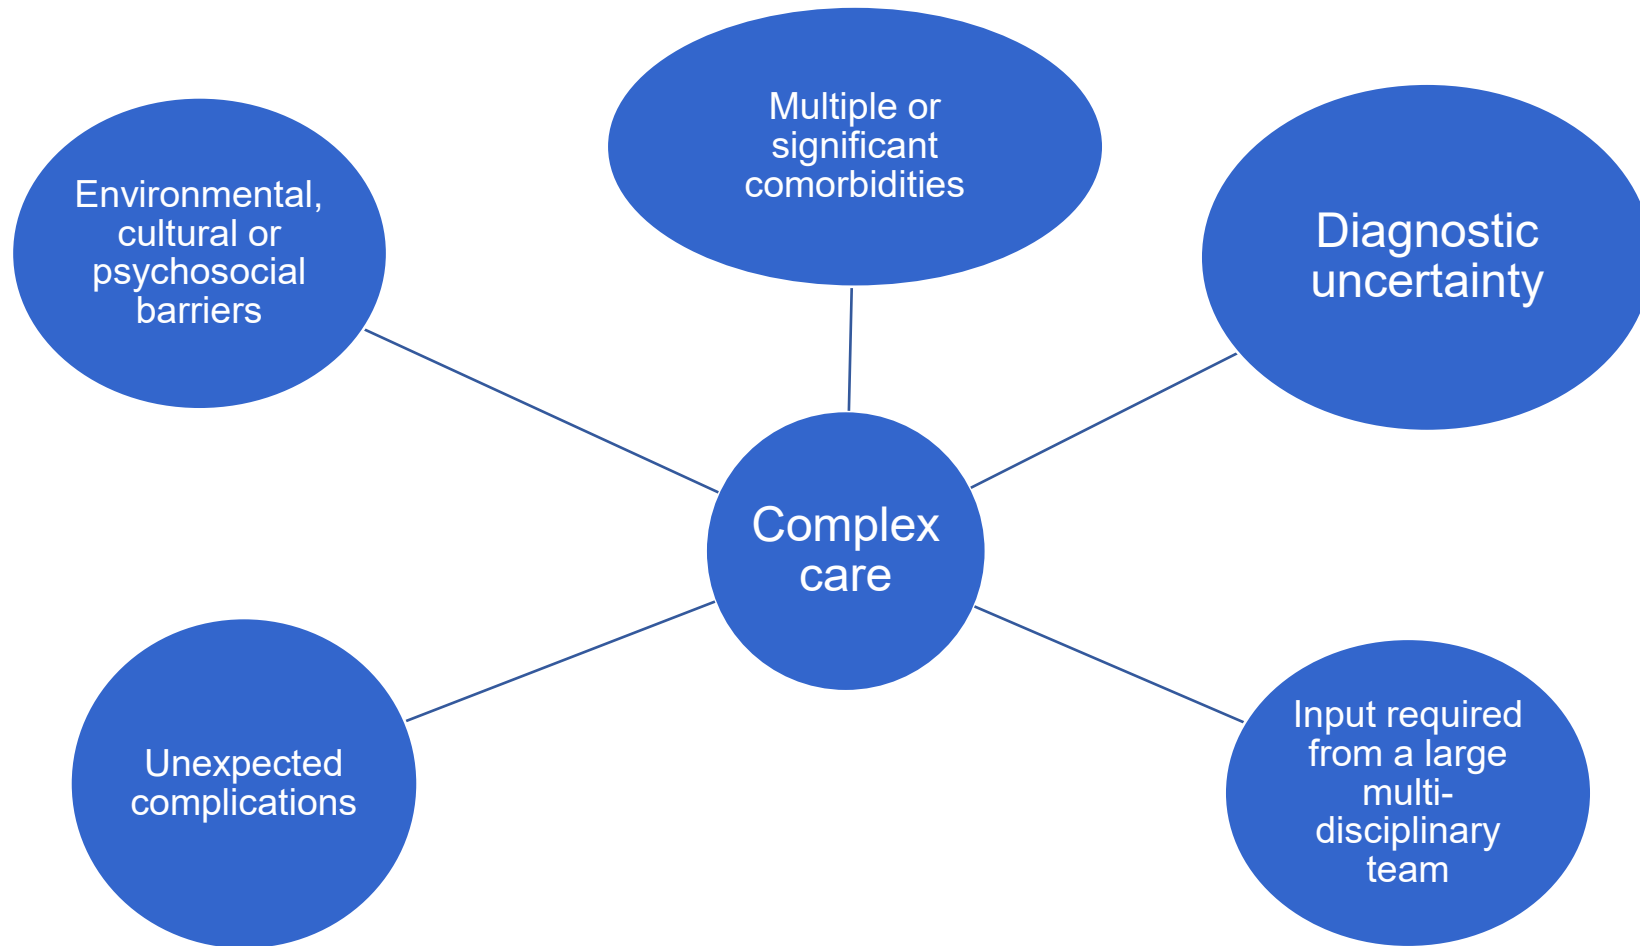 Multiple or
significant
comorbidities
Environmental,
cultural or
psychosocial
barriers
Diagnostic
uncertainty
Complex
care
Unexpected
complications
Input required
from a large
multi-
disciplinary
team